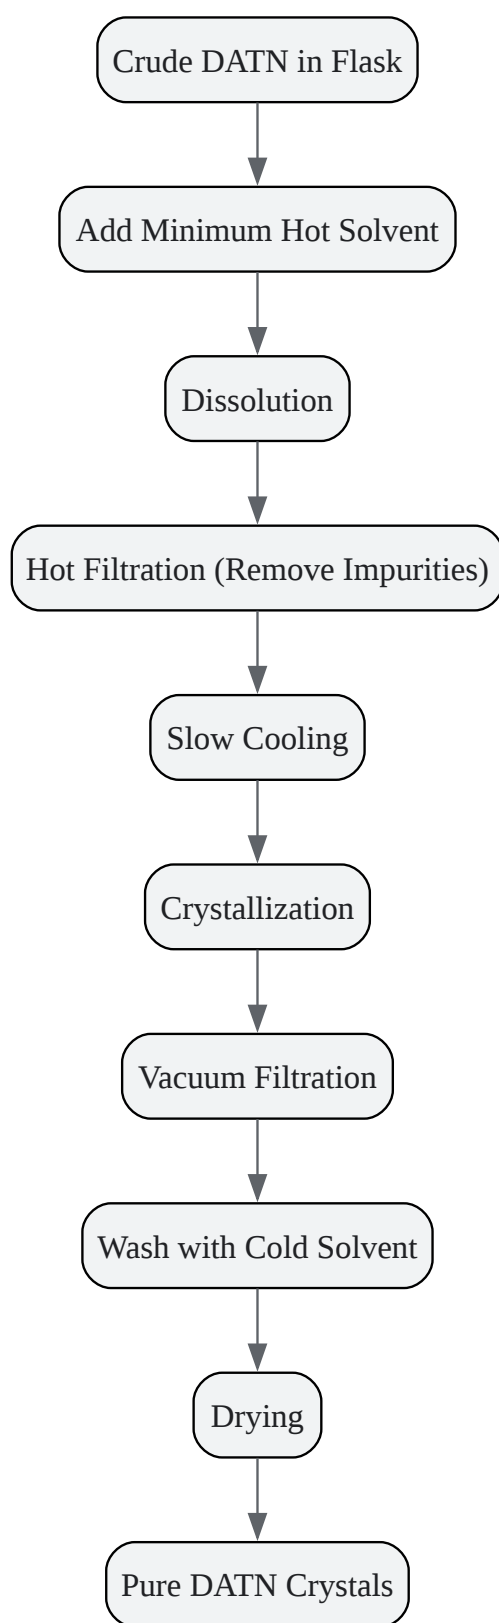 Crude DATN in Flask
Add Minimum Hot Solvent
Dissolution
Hot Filtration (Remove Impurities)
Slow Cooling
Crystallization
Vacuum Filtration
Wash with Cold Solvent
Drying
Pure DATN Crystals